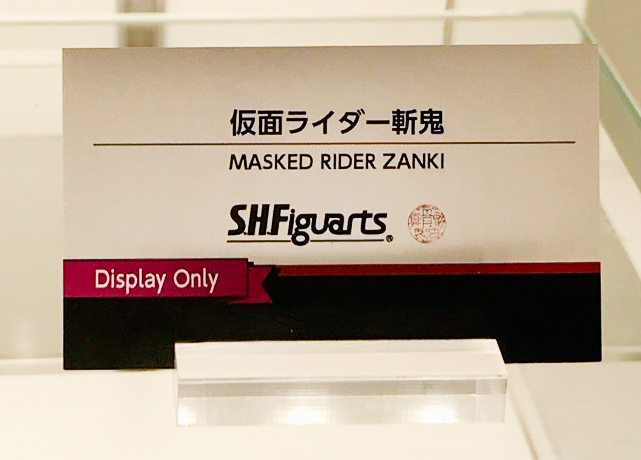 仮面ライダー斬鬼
MASKED RIDER ZANKI
S.H.Figuarts®
Display Only